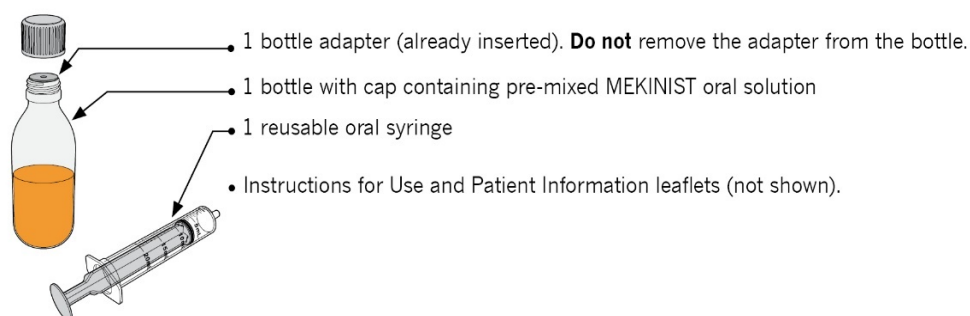 1 bottle adapter (already inserted). Do not remove the adapter from the bottle.
1 bottle with cap containing pre-mixed MEKINIST oral solution
1 reusable oral syringe
• Instructions for Use and Patient Information leaflets (not shown).